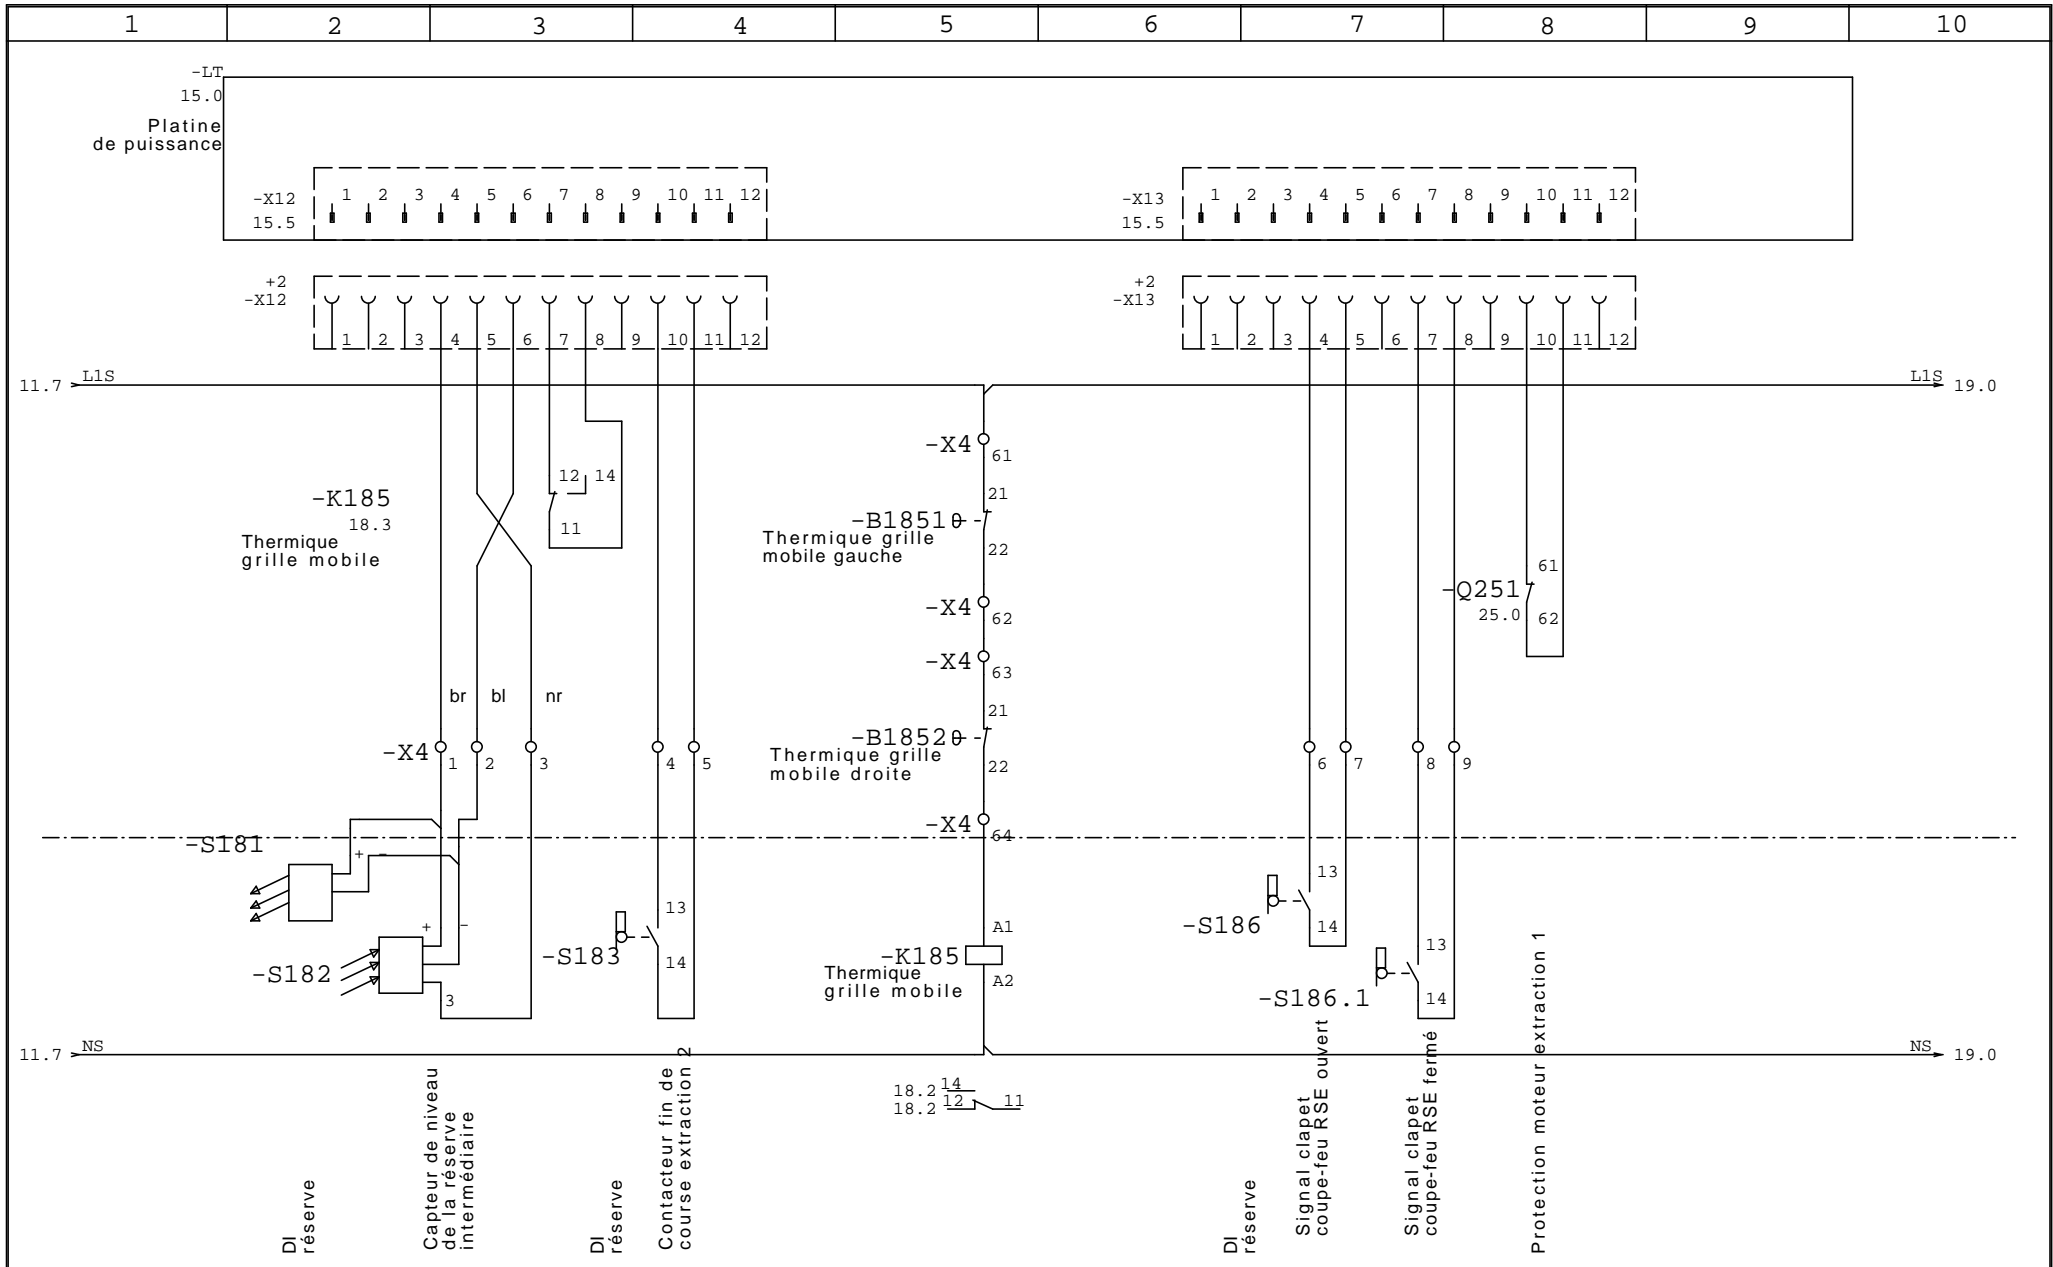 1 2 3 4 5 6 7 8 9 10
-LT
15.0
Platine
de puissance
-X12
15.5
1 2 3 4 5 6 7 8 9 10 11 12
-X13
15.5
1 2 3 4 5 6 7 8 9 10 11 12
+2
-X12
1 2 3 4 5 6 7 8 9 10 11 12
+2
-X13
1 2 3 4 5 6 7 8 9 10 11 12
11.7 L1S
L1S 19.0
-X4
61
12 14
11
-K185
18.3
Thermique
grille mobile
21
-B1851
22
Thermique grille
mobile gauche
61
-Q251
25.0
62
-X4
62
-X4
63
br bl nr
21
-B1852
22
Thermique grille
mobile droite
-X4
1 2 3 4 5
6 7 8 9
-X4
64
-S181
+ -
+ -
-S182
3
13
-S183
14
A1
-K185
A2
Thermique
grille mobile
13
-S186
14
13
-S186.1
14
11.7 NS
NS 19.0
18.2 14
18.2 12 11
DI
réserve
Capteur de niveau
de la réserve
intermédiaire
DI
réserve
Contacteur fin de
course extraction 2
DI
réserve
Signal clapet
coupe-feu RSE ouvert
Signal clapet
coupe-feu RSE fermé
Protection moteur extraction 1